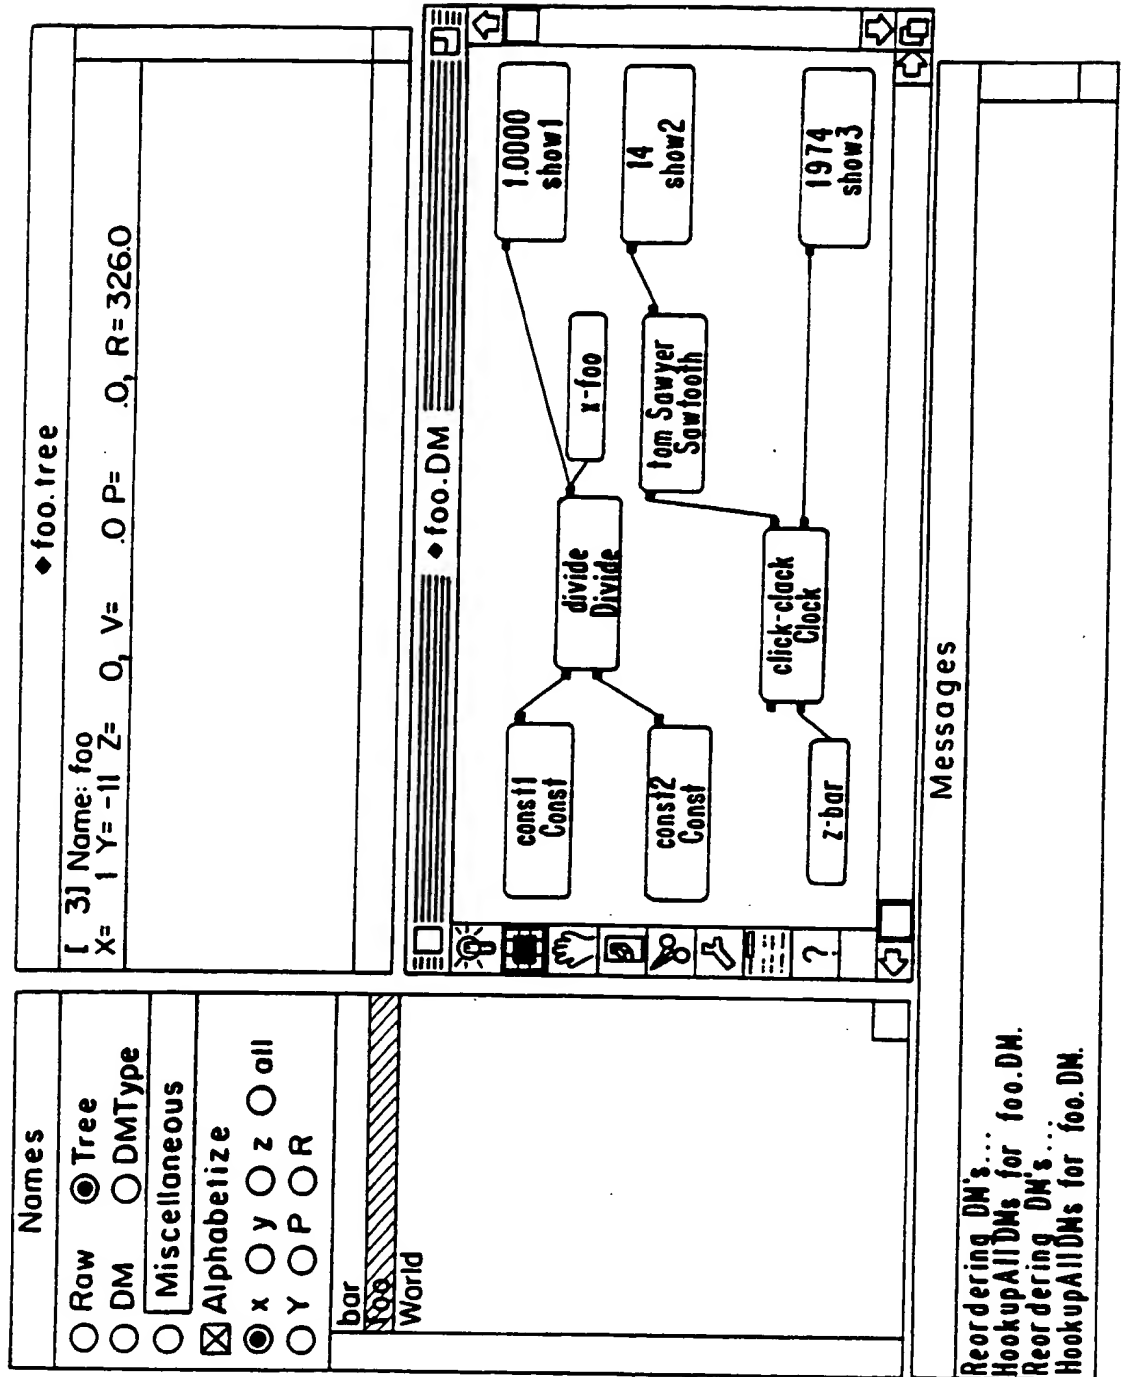 Names
Raw Tree
DM DMType
Miscellaneous
Alphabetize
x y z all
Y P R
bar
foo
World
foo.tree
[ 3] Name: foo
X= 1 Y= -11 Z= 0, V= .0 P= .0, R= 326.0
foo.DM
const1
Const
const2
Const
z-bar
divide
Divide
click-clack
Clock
x-foo
tom Sawyer
Sawtooth
1.0000
show1
14
show2
1974
show3
?
Messages
Reordering DM's...
HookupAllDMs for foo.DM.
Reordering DM's...
HookupAllDMs for foo.DM.